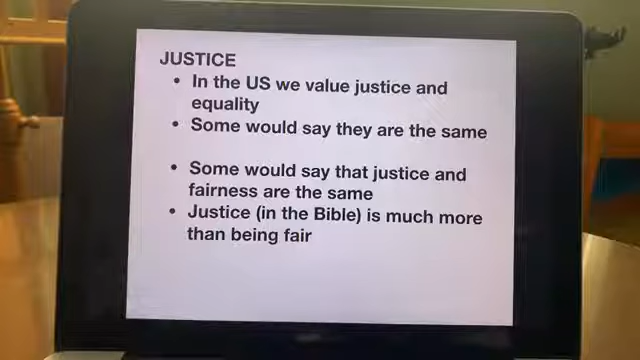 JUSTICE
• In the US we value justice and
equality
• Some would say they are the same
• Some would say that justice and
fairness are the same
• Justice (in the Bible) is much more
than being fair